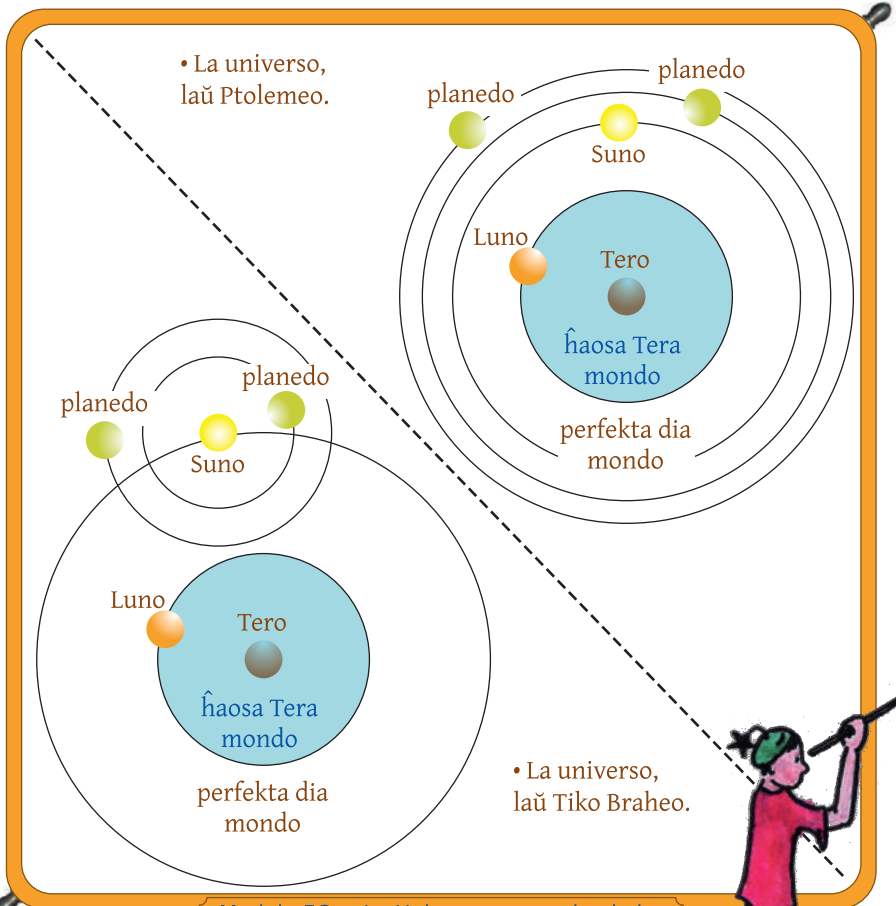 • La universo,
laŭ Ptolemeo.
planedo
planedo
Suno
Luno
Tero
ĥaosa Tera
mondo
perfekta dia
mondo
planedo
planedo
Suno
Luno
Tero
ĥaosa Tera
mondo
perfekta dia
mondo
• La universo,
laŭ Tiko Braheo.